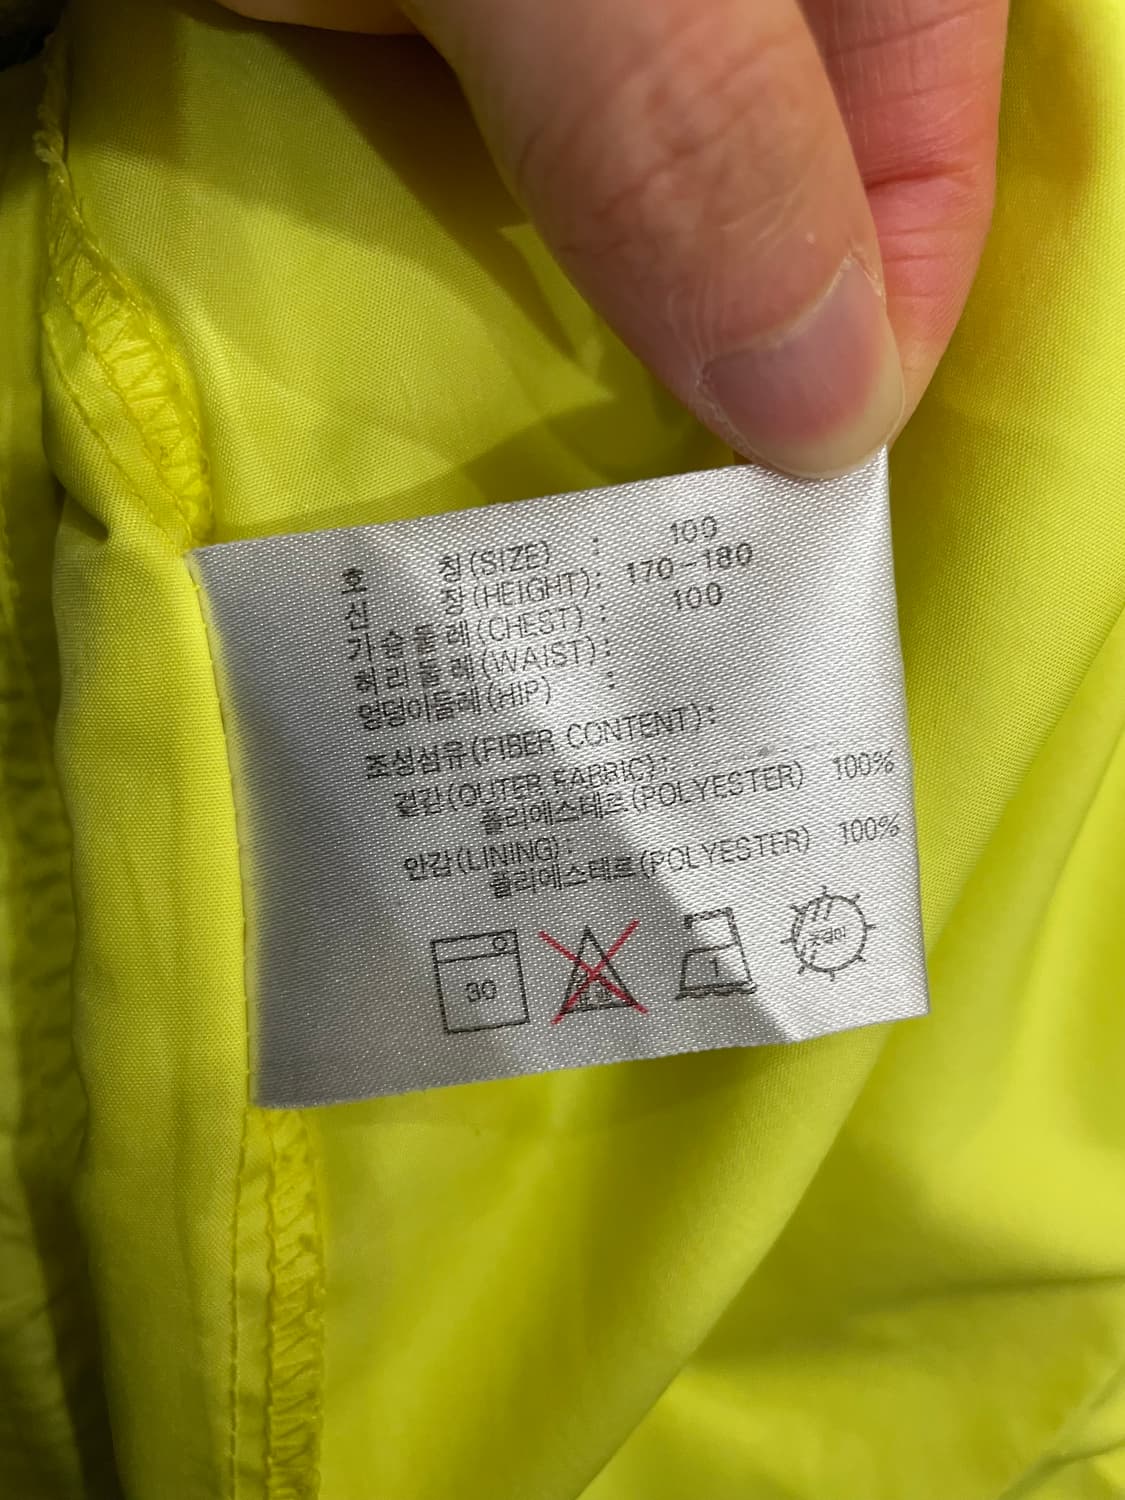 호 칭(SIZE) : 100
신 장(HEIGHT): 170-180
가슴둘레(CHEST) : 100
허리둘레(WAIST):
엉덩이둘레(HIP) :
조성섬유(FIBER CONTENT):
겉감(OUTER FABRIC):
폴리에스테르(POLYESTER) 100%
안감(LINING):
폴리에스테르(POLYESTER) 100%
30
1